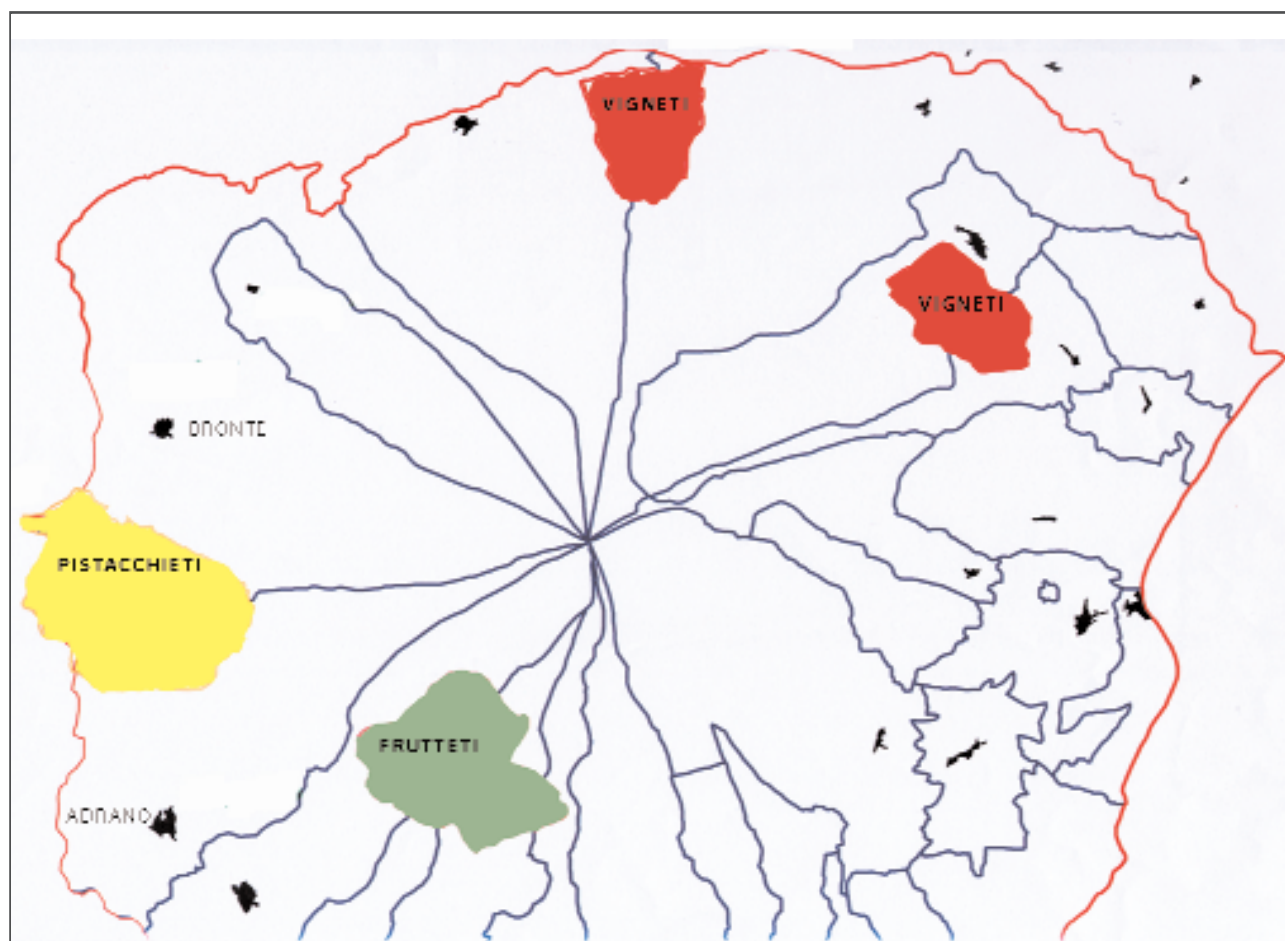 VIGNETI
VIGNETI
BRONTE
PISTACCHIETI
FRUTTETI
ADRANO